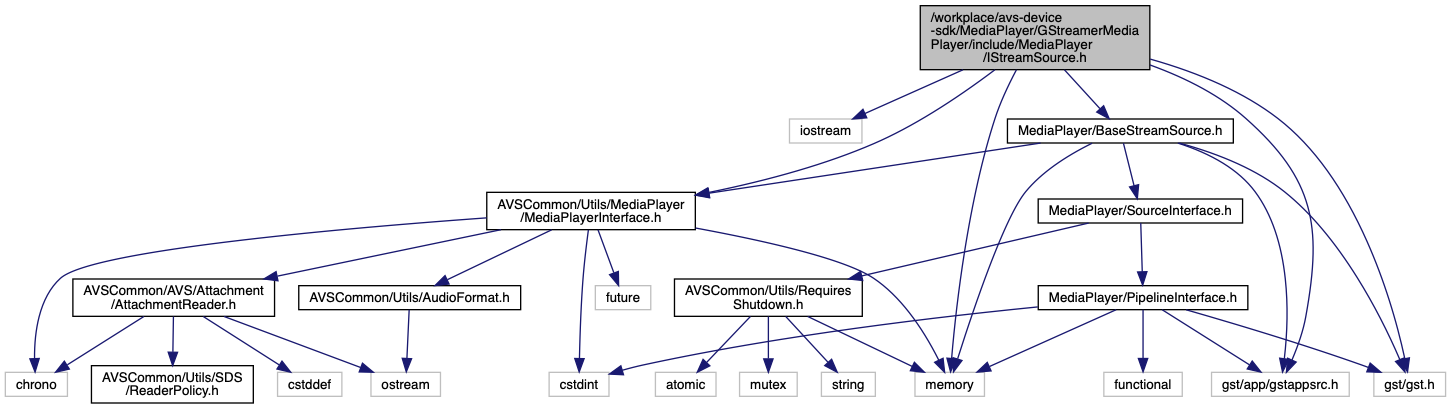 /workplace/avs-device
-sdk/MediaPlayer/GStreamerMedia
Player/include/MediaPlayer
/IStreamSource.h
iostream
MediaPlayer/BaseStreamSource.h
AVSCommon/Utils/MediaPlayer
/MediaPlayerInterface.h
MediaPlayer/SourceInterface.h
AVSCommon/AVS/Attachment
/AttachmentReader.h
AVSCommon/Utils/AudioFormat.h
future
AVSCommon/Utils/Requires
Shutdown.h
MediaPlayer/PipelineInterface.h
chrono
AVSCommon/Utils/SDS
/ReaderPolicy.h
cstddef
ostream
cstdint
atomic
mutex
string
memory
functional
gst/app/gstappsrc.h
gst/gst.h